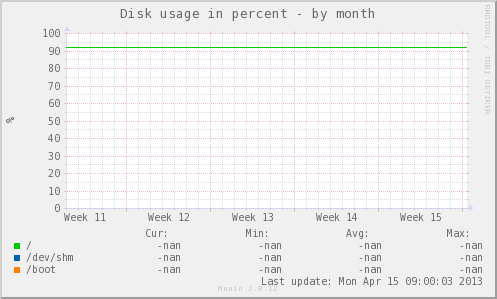 Disk usage in percent - by month
RRDTOOL / TOBI OETIKER
100
90
80
70
60
50
40
30
20
10
0
%
Week 11 Week 12 Week 13 Week 14 Week 15
Cur: Min: Avg: Max:
/ -nan -nan -nan -nan
/dev/shm -nan -nan -nan -nan
/boot -nan -nan -nan -nan
Last update: Mon Apr 15 09:00:03 2013
Munin 2.0.12